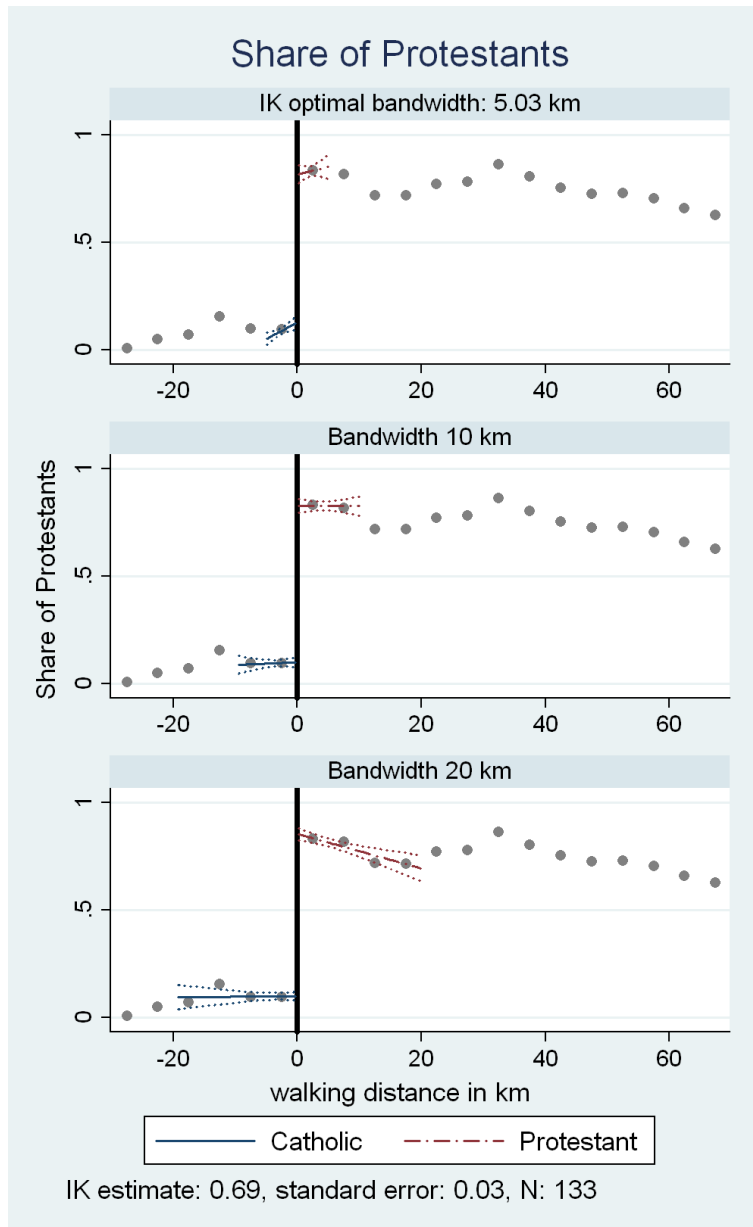 Share of Protestants
IK optimal bandwidth: 5.03 km
1
.5
0
-20 0 20 40 60
Bandwidth 10 km
1
.5
0
-20 0 20 40 60
Share of Protestants
Bandwidth 20 km
1
.5
0
-20 0 20 40 60
walking distance in km
Catholic Protestant
IK estimate: 0.69, standard error: 0.03, N: 133